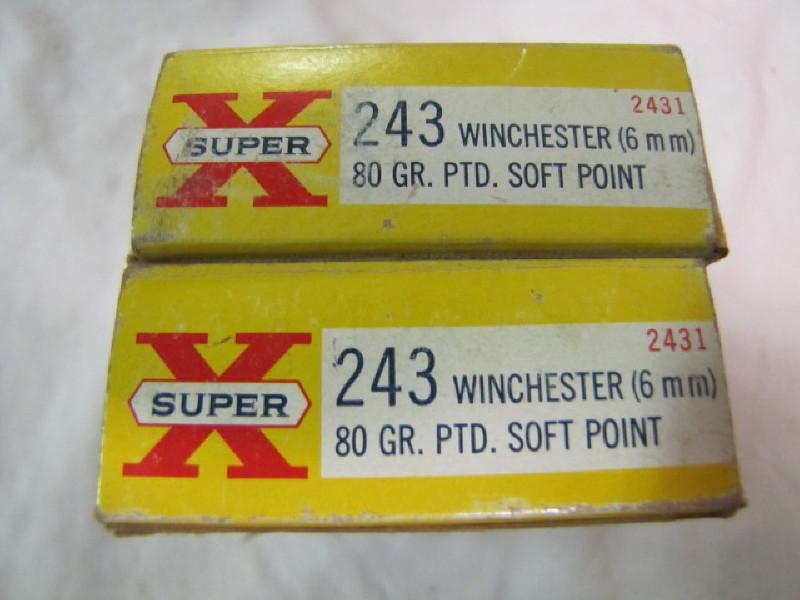 X
SUPER
2431
243 WINCHESTER (6 mm)
80 GR. PTD. SOFT POINT
X
SUPER
2431
243 WINCHESTER (6 mm)
80 GR. PTD. SOFT POINT